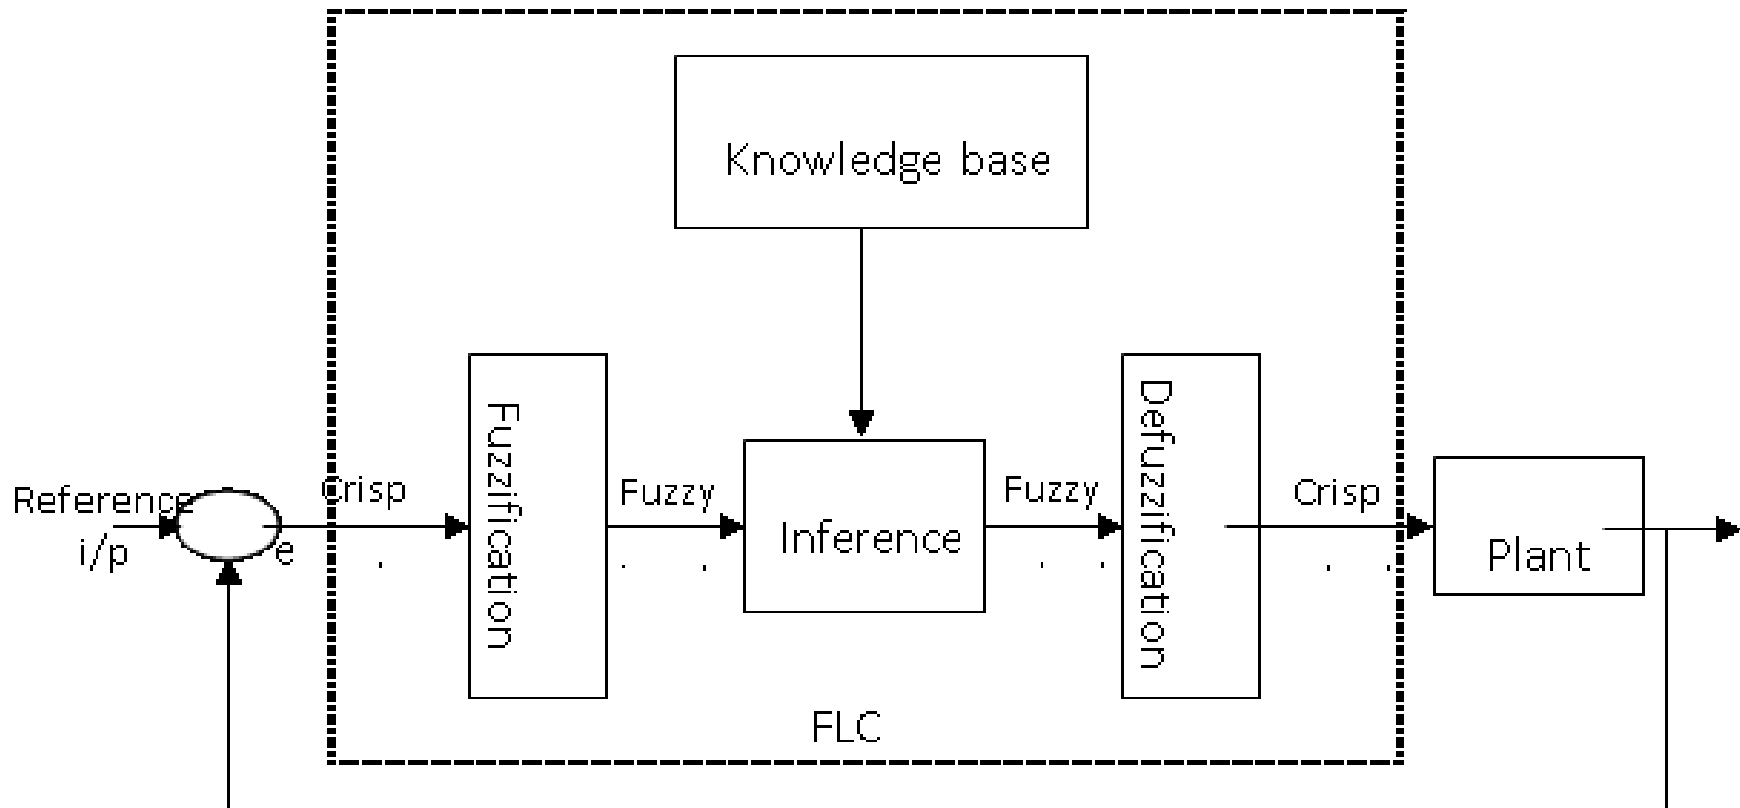 Knowledge base
Reference
i/p
e
Crisp
Fuzzification
Fuzzy
Inference
Fuzzy
Defuzzification
Crisp
Plant
FLC